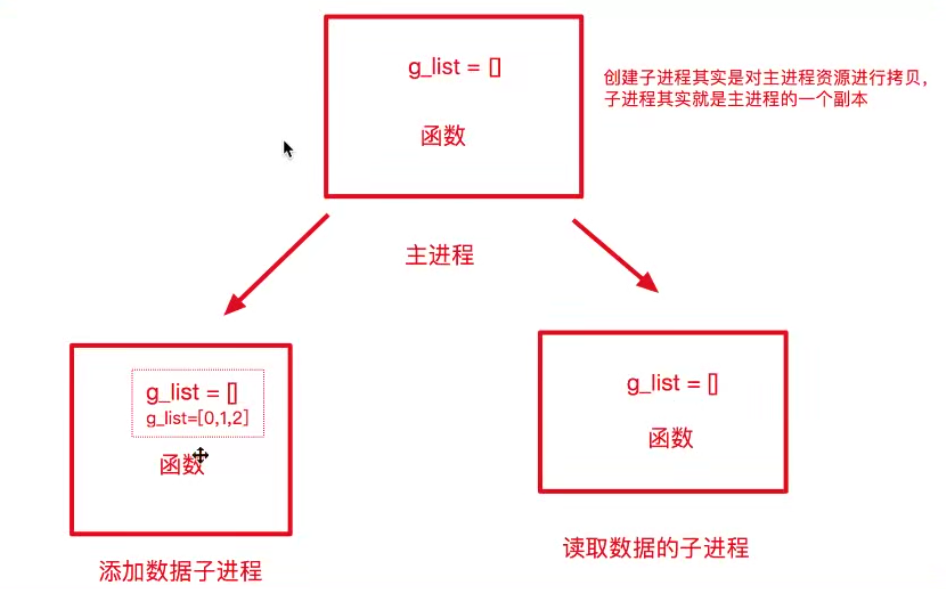 g_list = []
函数
创建子进程其实是对主进程资源进行拷贝,
子进程其实就是主进程的一个副本
主进程
g_list = []
g_list=[0,1,2]
函数
添加数据子进程
g_list = []
函数
读取数据的子进程